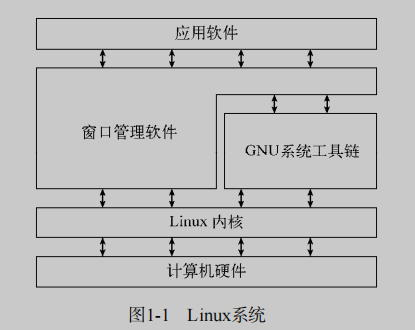 应用软件
窗口管理软件
GNU系统工具链
Linux 内核
计算机硬件
图1-1 Linux系统